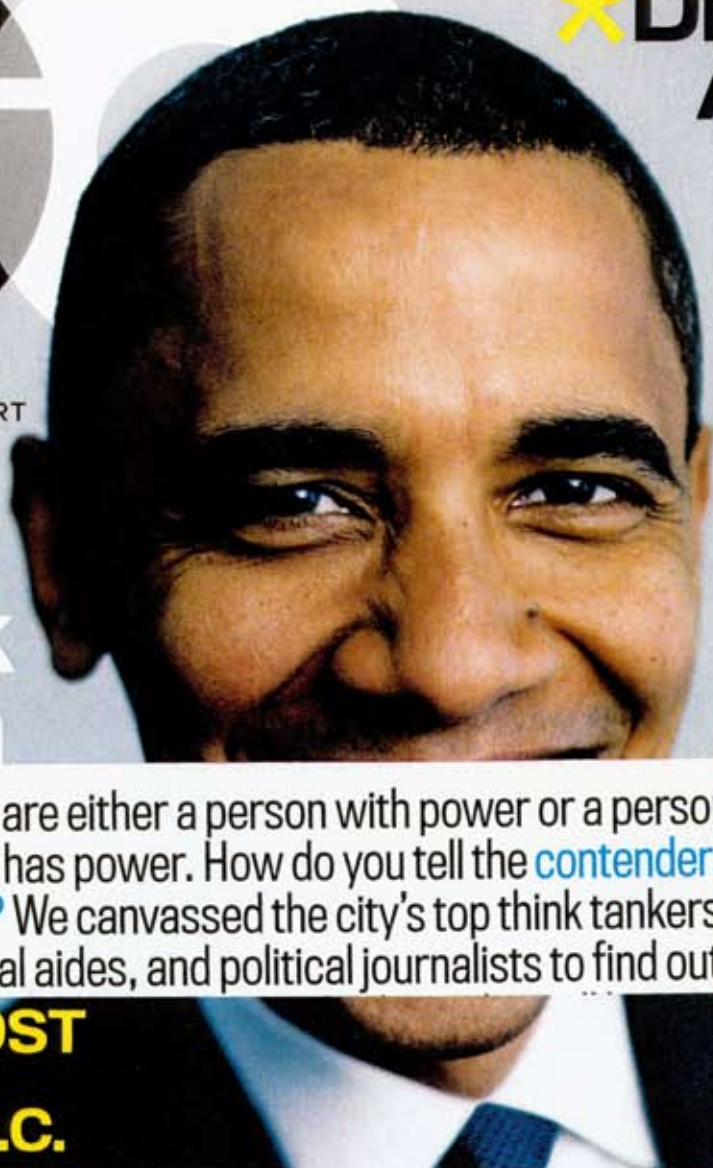 RT
are either a person with power or a perso
has power. How do you tell the contender
? We canvassed the city's top think tankers
al aides, and political journalists to find out
OST
.C.